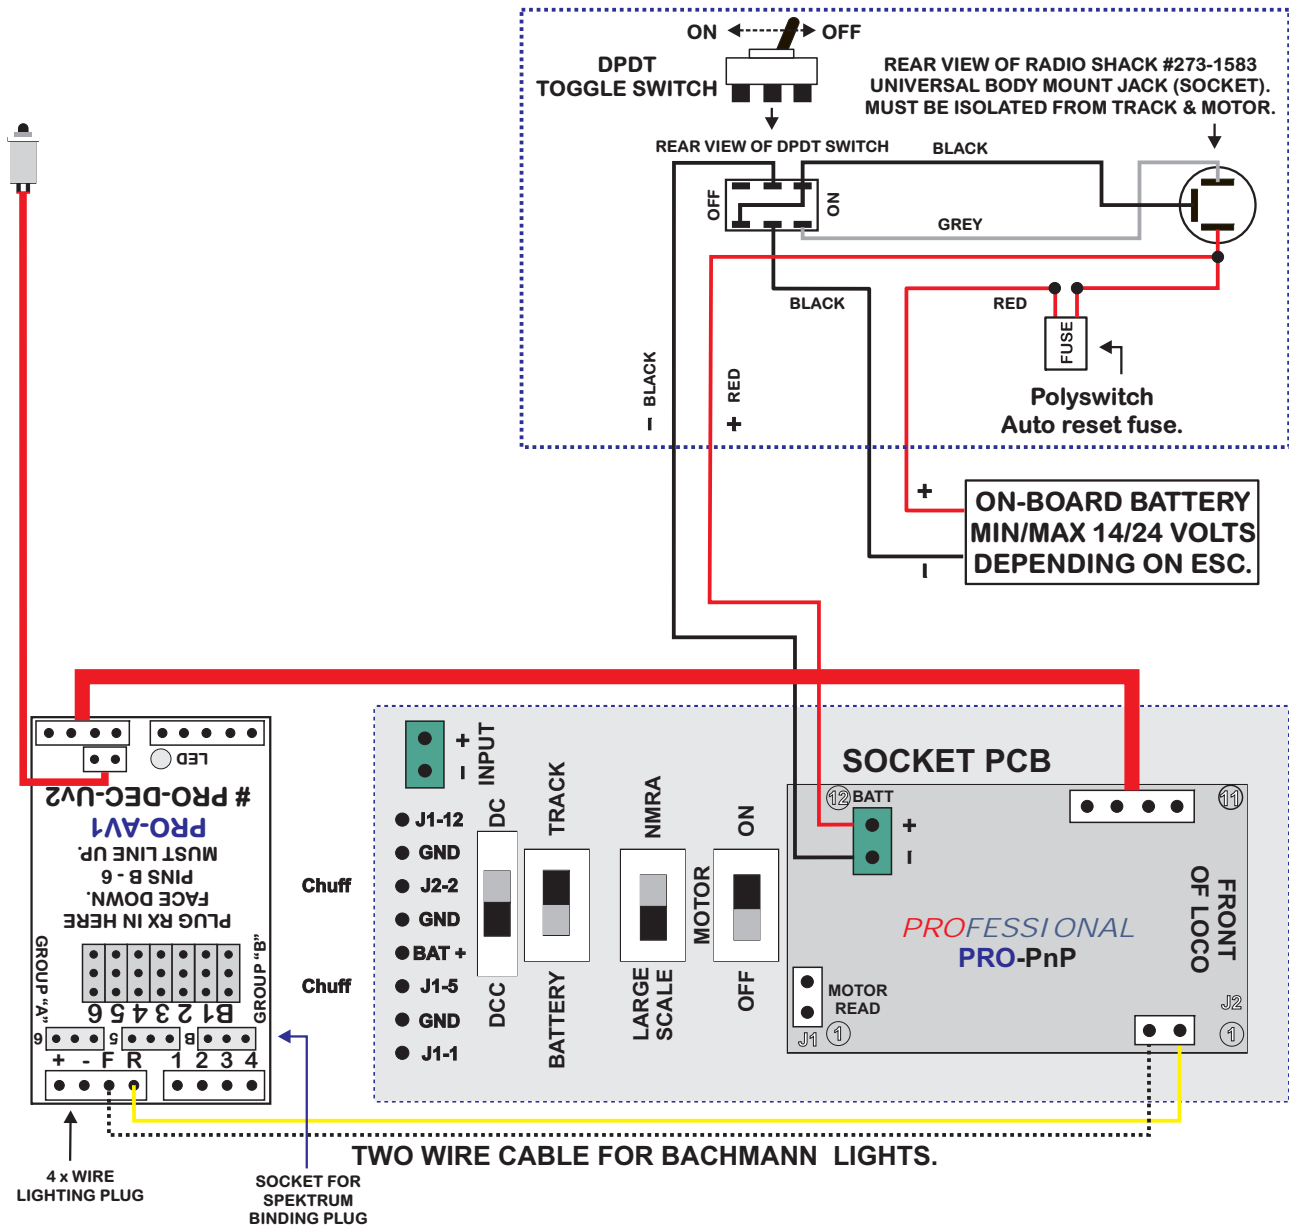 ON
OFF
DPDT
TOGGLE SWITCH
REAR VIEW OF RADIO SHACK #273-1583
UNIVERSAL BODY MOUNT JACK (SOCKET).
MUST BE ISOLATED FROM TRACK & MOTOR.
REAR VIEW OF DPDT SWITCH
BLACK
OFF
ON
GREY
BLACK
RED
FUSE
Polyswitch
Auto reset fuse.
– BLACK
+ RED
+
ON-BOARD BATTERY
MIN/MAX 14/24 VOLTS
DEPENDING ON ESC.
–
LED
# PRO-DEC-Uv2
PRO-AV1
MUST LINE UP.
PINS B - 6
FACE DOWN.
PLUG RX IN HERE
GROUP "A"
GROUP "B"
6 5 4 3 2 B1
6
5
B
+ - F R 1 2 3 4
4 x WIRE
LIGHTING PLUG
SOCKET FOR
SPEKTRUM
BINDING PLUG
+
–
INPUT
J1-12
GND
Chuff J2-2
GND
BAT +
Chuff J1-5
GND
J1-1
DC
DCC
TRACK
BATTERY
NMRA
LARGE
SCALE
MOTOR
ON
OFF
SOCKET PCB
12 BATT
11
+
–
FRONT
OF LOCO
PROFESSIONAL
PRO-PnP
MOTOR
READ
J1 1
J2
1
TWO WIRE CABLE FOR BACHMANN LIGHTS.